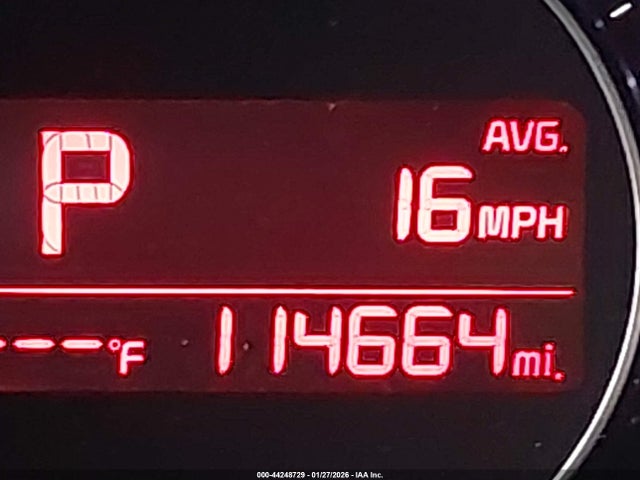 P
AVG.
16 MPH
---°F 114664 mi.
000-44248729 - 01/27/2026 - IAA Inc.